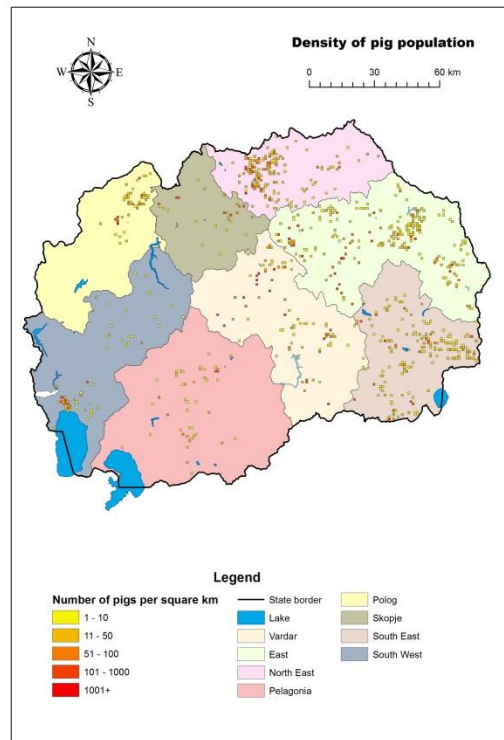 Density of pig population
N
W E
S
0 30 60 km
Legend
Number of pigs per square km
1 - 10
11 - 50
51 - 100
101 - 1000
1001+
State border
Lake
Vardar
East
North East
Pelagonia
Polog
Skopje
South East
South West